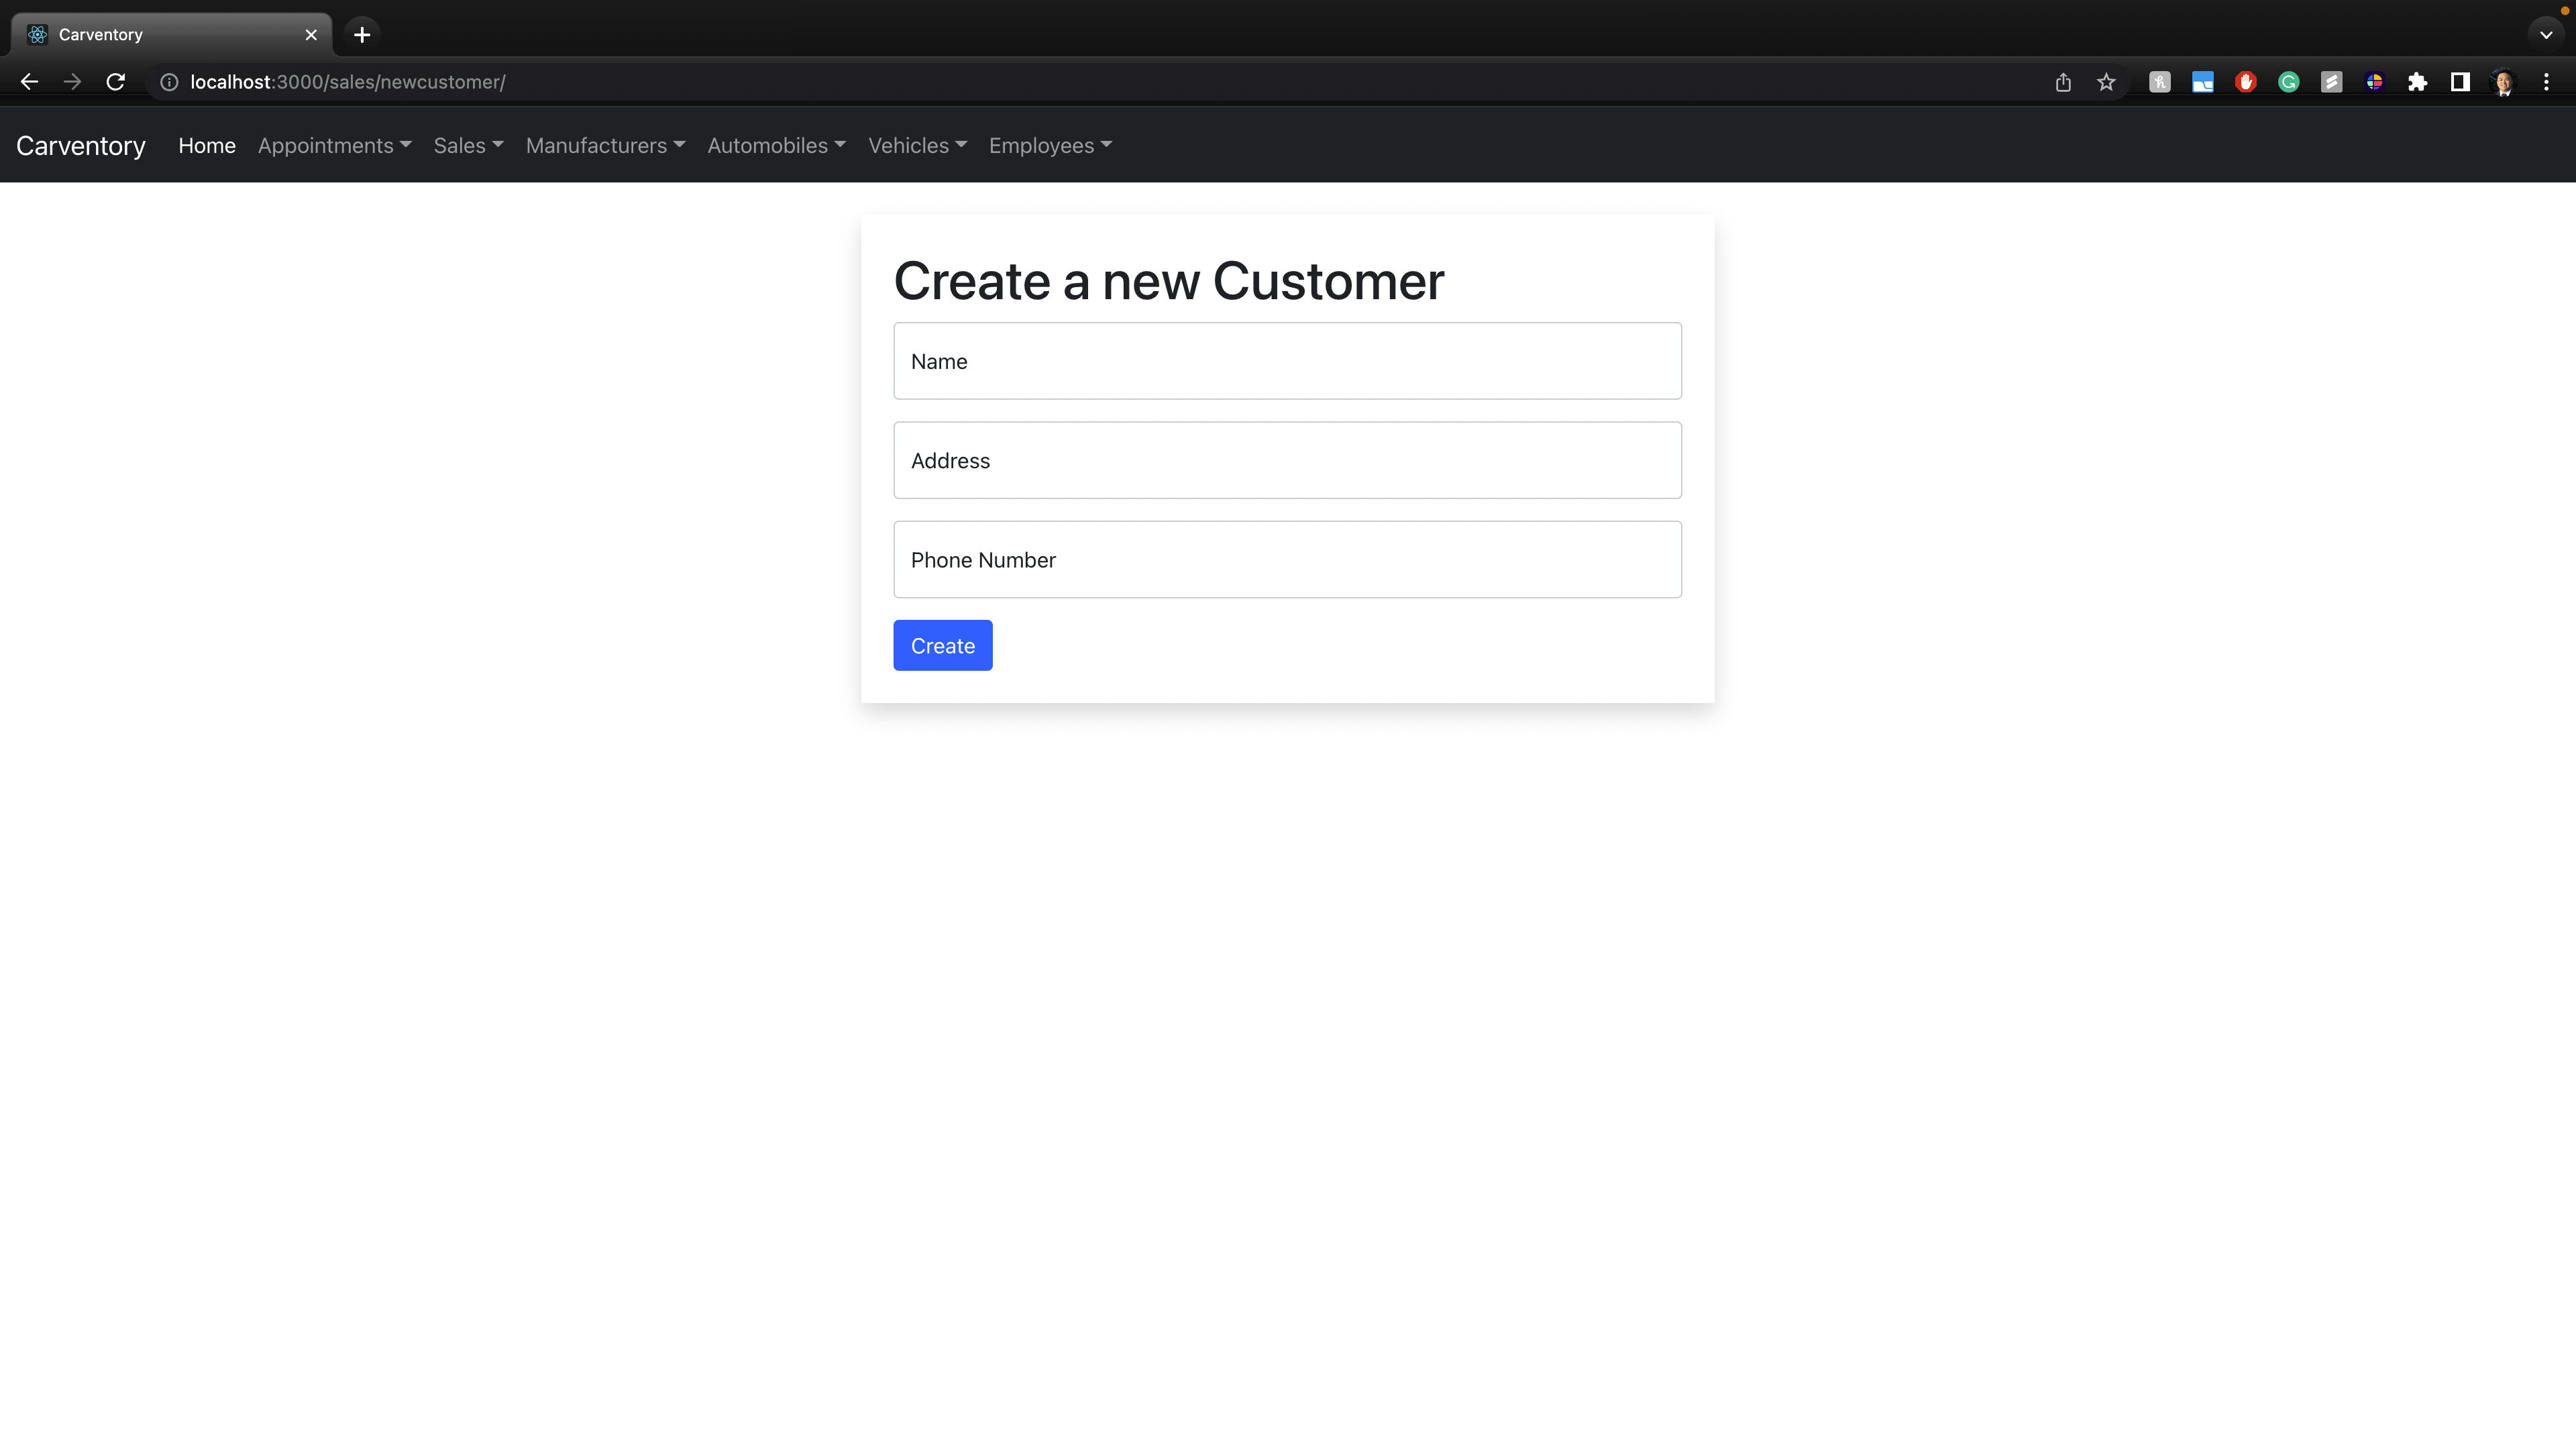 Carventory
localhost:3000/sales/newcustomer/
Carventory Home Appointments Sales Manufacturers Automobiles Vehicles Employees
Create a new Customer
Name
Address
Phone Number
Create